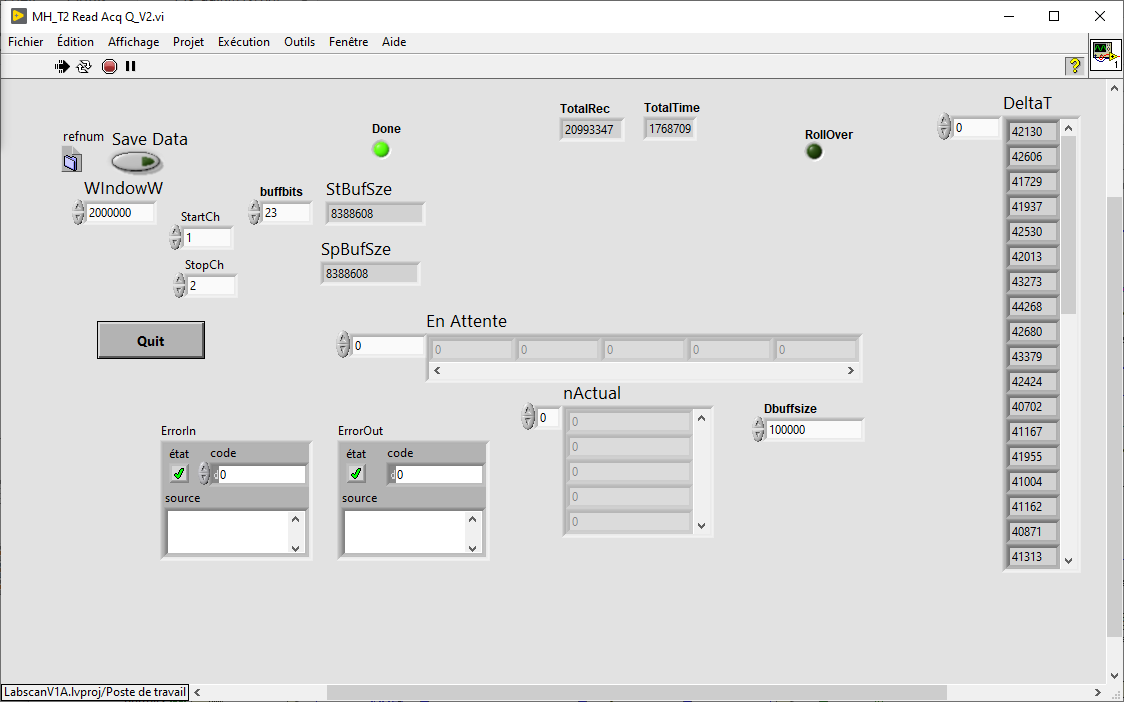 MH_T2 Read Acq Q_V2.vi
Fichier Édition Affichage Projet Exécution Outils Fenêtre Aide
?
1
refnum
Save Data
Done
TotalRec
20993347
TotalTime
1768709
RollOver
0
DeltaT
42130
42606
41729
41937
42530
42013
43273
44268
42680
43379
42424
40702
41167
41955
41004
41162
40871
41313
WIndowW
2000000
StartCh
1
StopCh
2
buffbits
23
StBufSze
8388608
SpBufSze
8388608
Quit
En Attente
0
0 0 0 0 0
nActual
0
0
0
0
0
0
Dbuffsize
100000
ErrorIn
état code
d0
source
ErrorOut
état code
d0
source
LabscanV1A.lvproj/Poste de travail